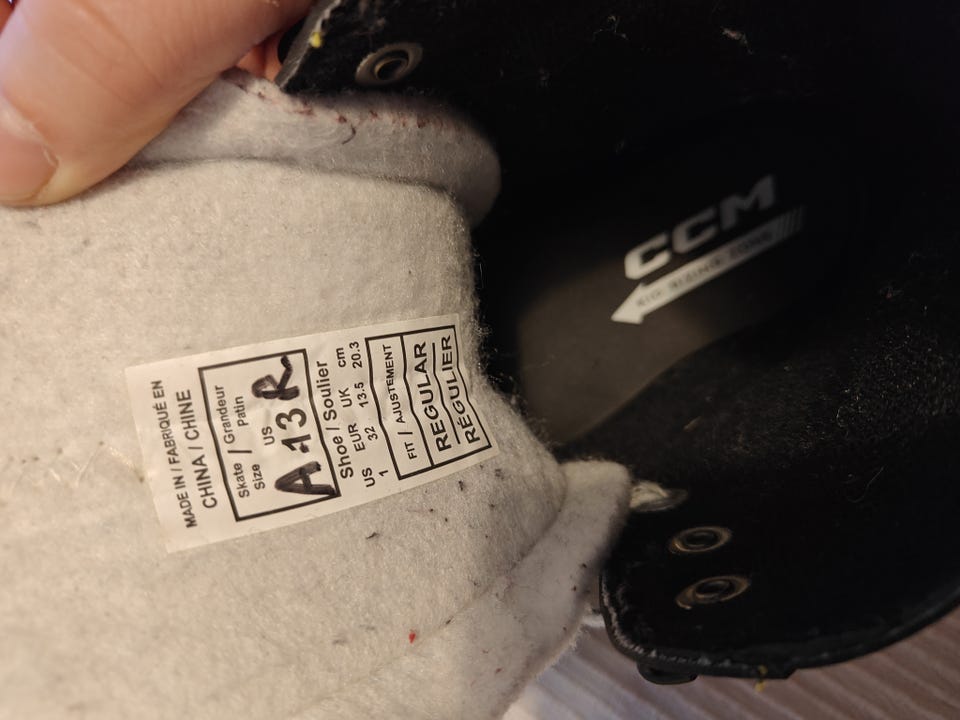 MADE IN / FABRIQUÉ EN
CHINA / CHINE
Skate / Grandeur
Size Patin
US
A 13 R
Shoe / Soulier
US EUR UK cm
1 32 13.5 20.3
FIT / AJUSTEMENT
REGULAR
RÉGULIER
CCM